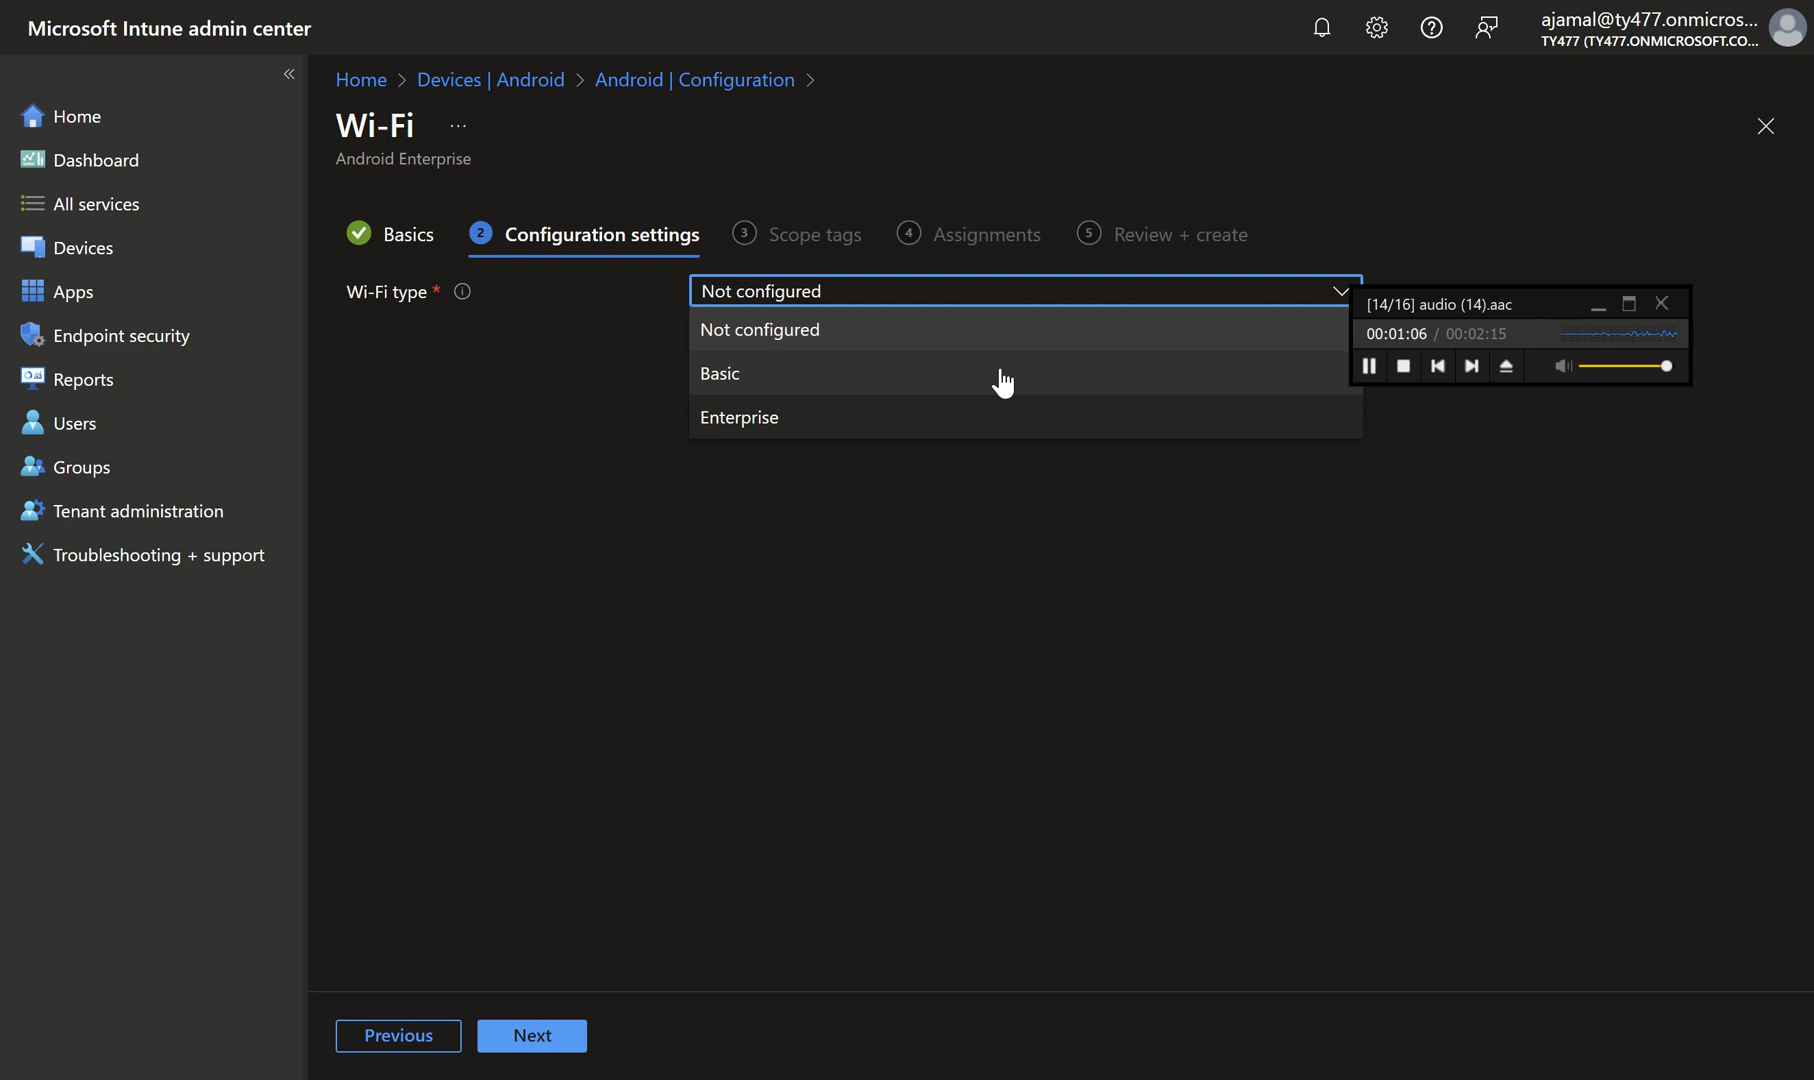 Microsoft Intune admin center
ajamal@ty477.onmicros...
TY477 (TY477.ONMICROSOFT.CO...
Home
Dashboard
All services
Devices
Apps
Endpoint security
Reports
Users
Groups
Tenant administration
Troubleshooting + support
Home > Devices | Android > Android | Configuration >
Wi-Fi ...
Android Enterprise
Basics 2 Configuration settings 3 Scope tags 4 Assignments 5 Review + create
Wi-Fi type *
Not configured
Not configured
Basic
Enterprise
[14/16] audio (14).aac
00:01:06 / 00:02:15
Previous Next